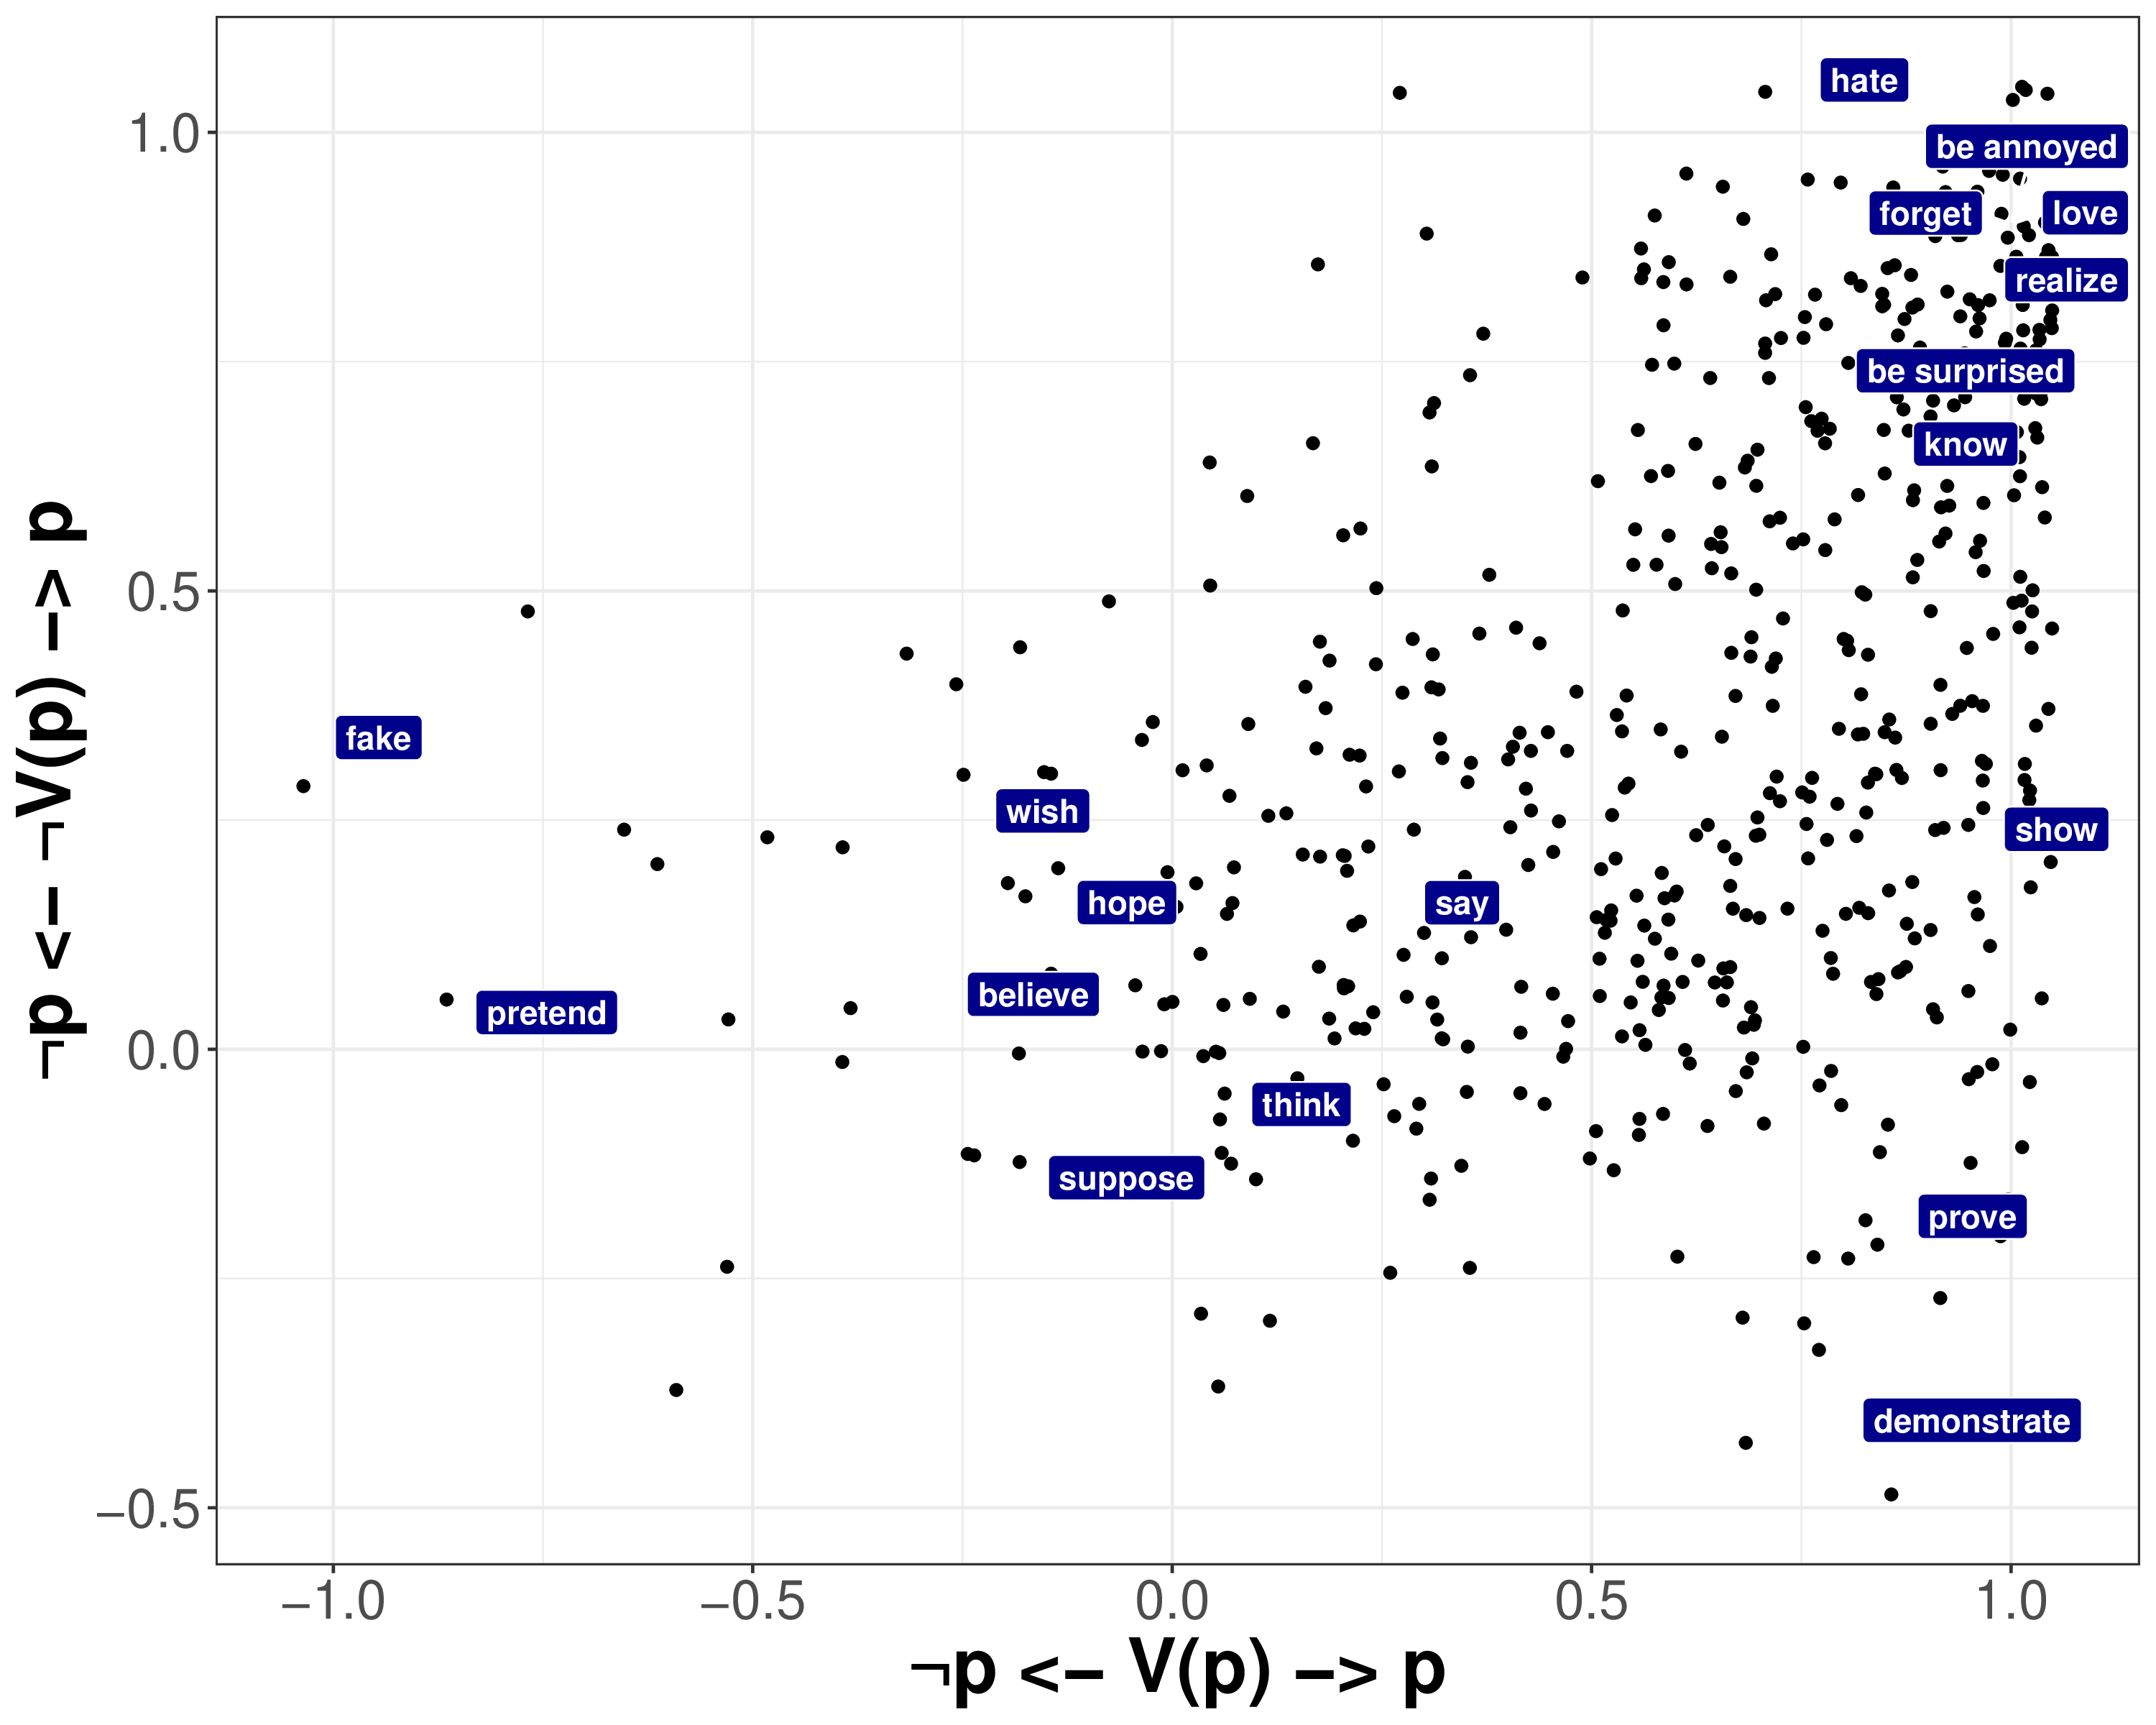 ¬p <− ¬V(p) −> p
1.0
0.5
0.0
−0.5
hate
be annoyed
forget
love
realize
be surprised
know
fake
wish
show
hope
say
believe
pretend
think
suppose
prove
demonstrate
−1.0 −0.5 0.0 0.5 1.0
¬p <− V(p) −> p